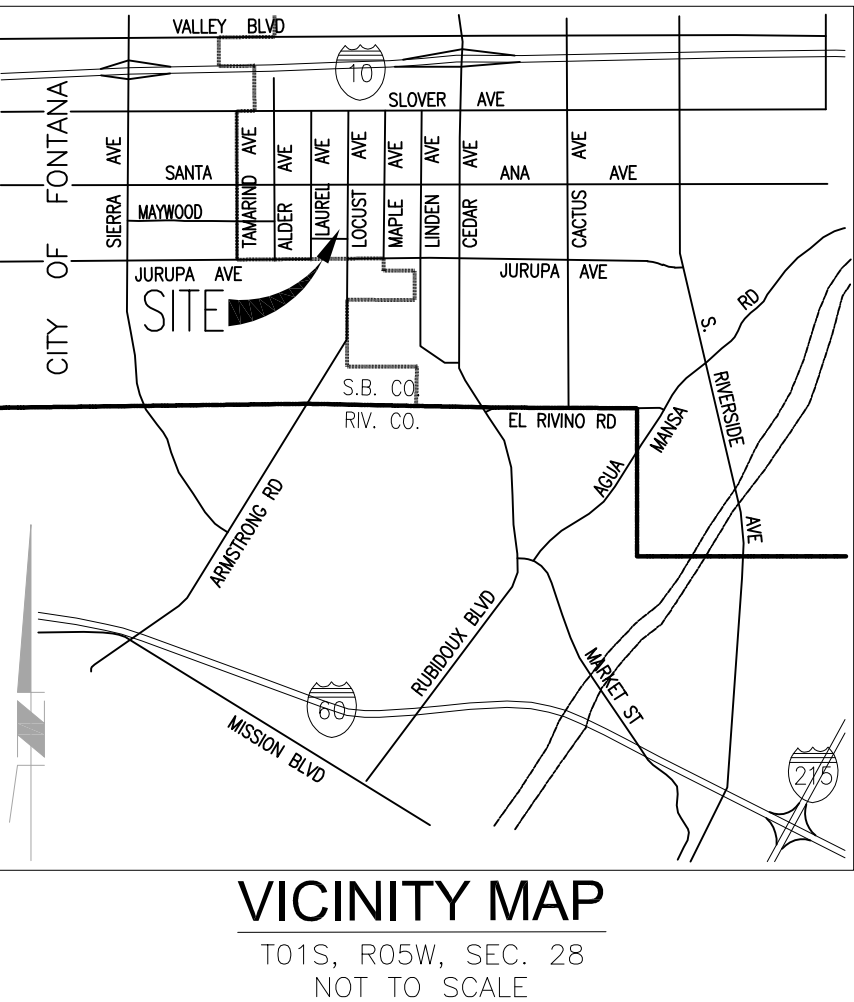 VALLEY BLVD
10
SLOVER AVE
CITY OF FONTANA
SIERRA AVE
SANTA ANA AVE
MAYWOOD
TAMARIND AVE
ALDER AVE
LAUREL AVE
LOCUST AVE
MAPLE AVE
LINDEN AVE
CEDAR AVE
CACTUS AVE
JURUPA AVE
JURUPA AVE
SITE
S. RIVERSIDE AVE
AGUA MANSA RD
S.B. CO
RIV. CO.
EL RIVINO RD
ARMSTRONG RD
RUBIDOUX BLVD
MARKET ST
60
MISSION BLVD
215
N
VICINITY MAP
T01S, R05W, SEC. 28
NOT TO SCALE